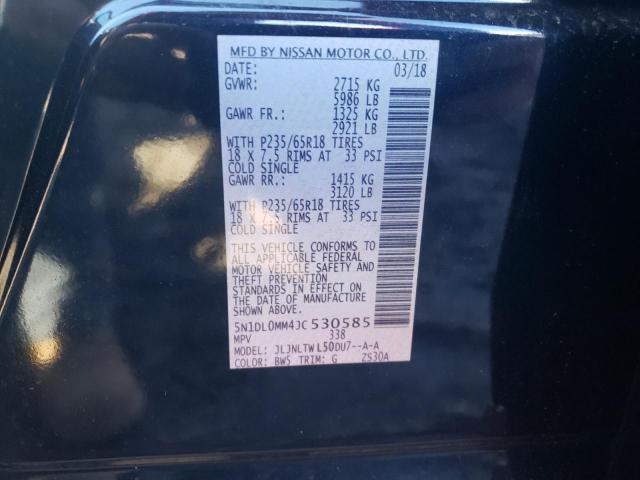 MFD BY NISSAN MOTOR CO., LTD.
DATE: 03/18
GVWR: 2715 KG
5986 LB
GAWR FR.: 1325 KG
2921 LB
WITH P235/65R18 TIRES
18 X 7.5 RIMS AT 33 PSI
COLD SINGLE
GAWR RR.: 1415 KG
3120 LB
WITH P235/65R18 TIRES
18 X 7.5 RIMS AT 33 PSI
COLD SINGLE
THIS VEHICLE CONFORMS TO
ALL APPLICABLE FEDERAL
MOTOR VEHICLE SAFETY AND
THEFT PREVENTION
STANDARDS IN EFFECT ON
THE DATE OF MANUFACTURE
SHOWN ABOVE.
5N1DL0MM4JC530585
MPV 338
MODEL: JLJNLTWL50DU7--A-A
COLOR: BW5 TRIM: G ZS30A